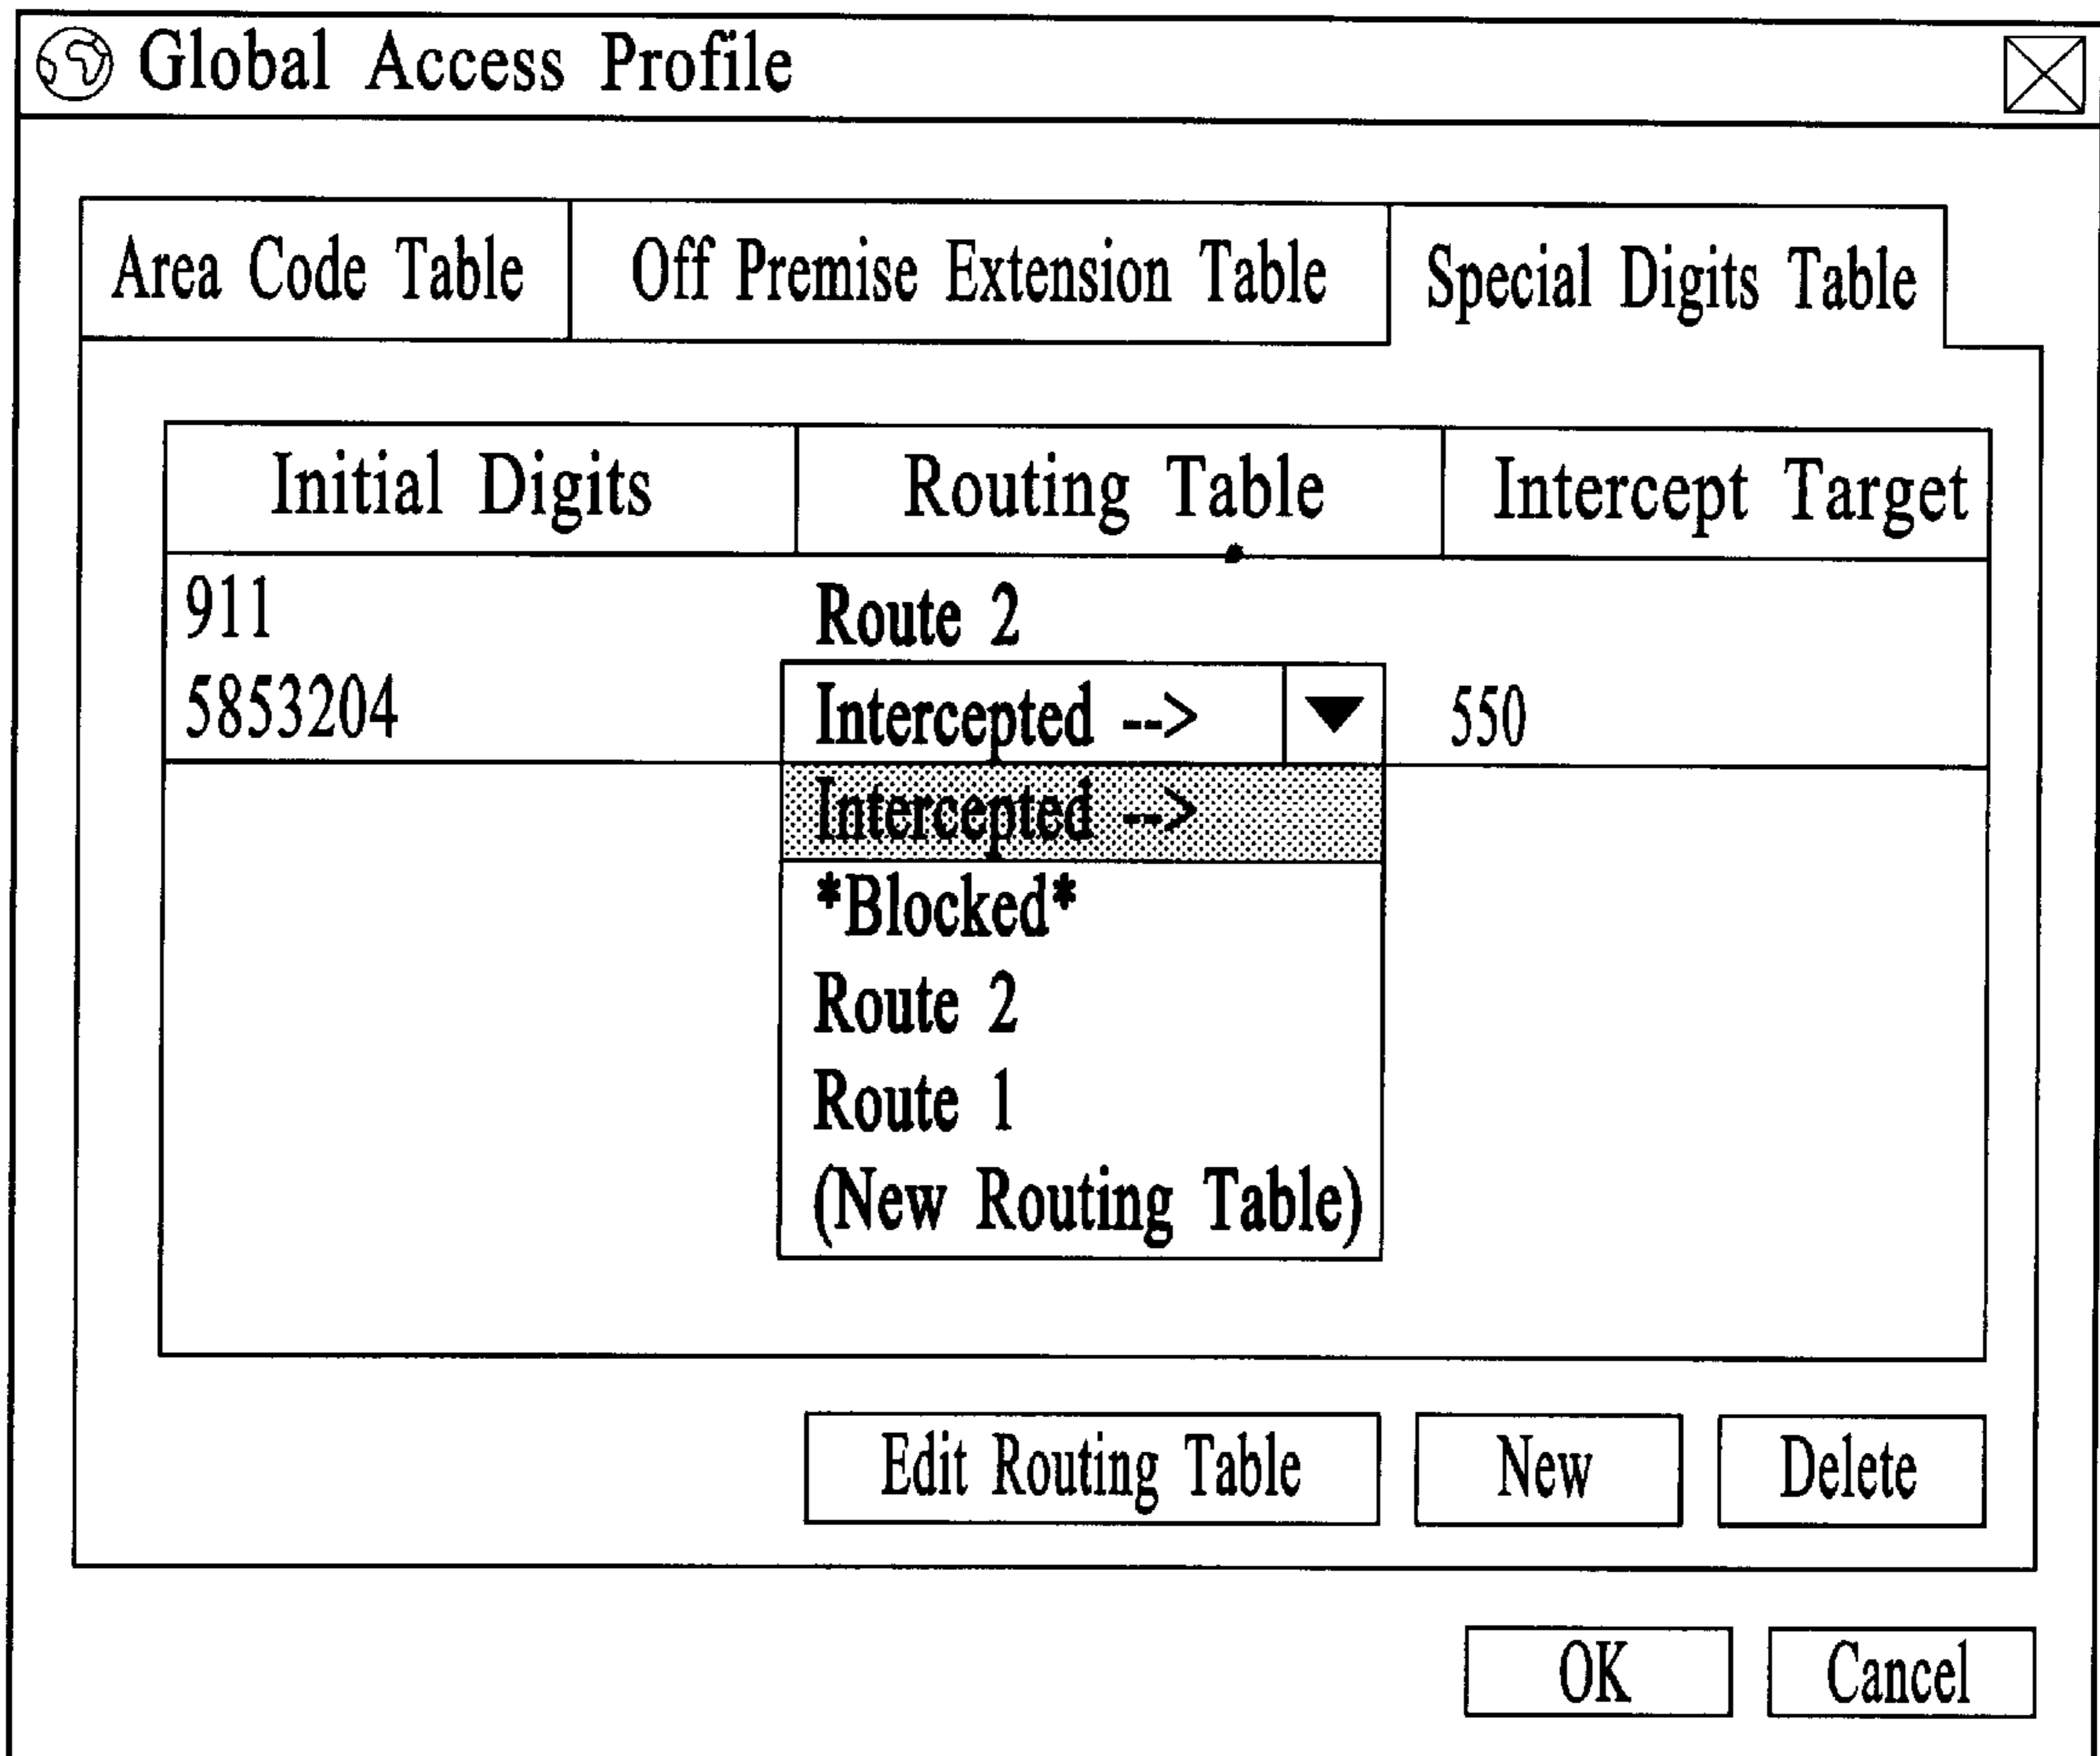 Global Access Profile
Area Code Table Off Premise Extension Table Special Digits Table
Initial Digits Routing Table Intercept Target
911 Route 2
5853204 Intercepted --> 550
Intercepted -->
*Blocked*
Route 2
Route 1
(New Routing Table)
Edit Routing Table New Delete
OK Cancel